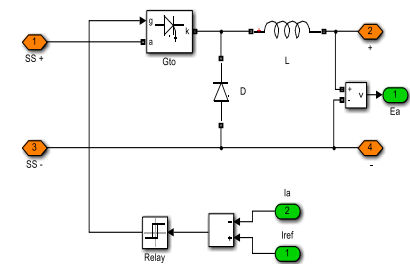 g
k
a
Gto
1
SS +
L
2
+
D
+
v
-
1
Ea
3
SS -
4
-
Ia
2
-
Iref
+
1
Relay